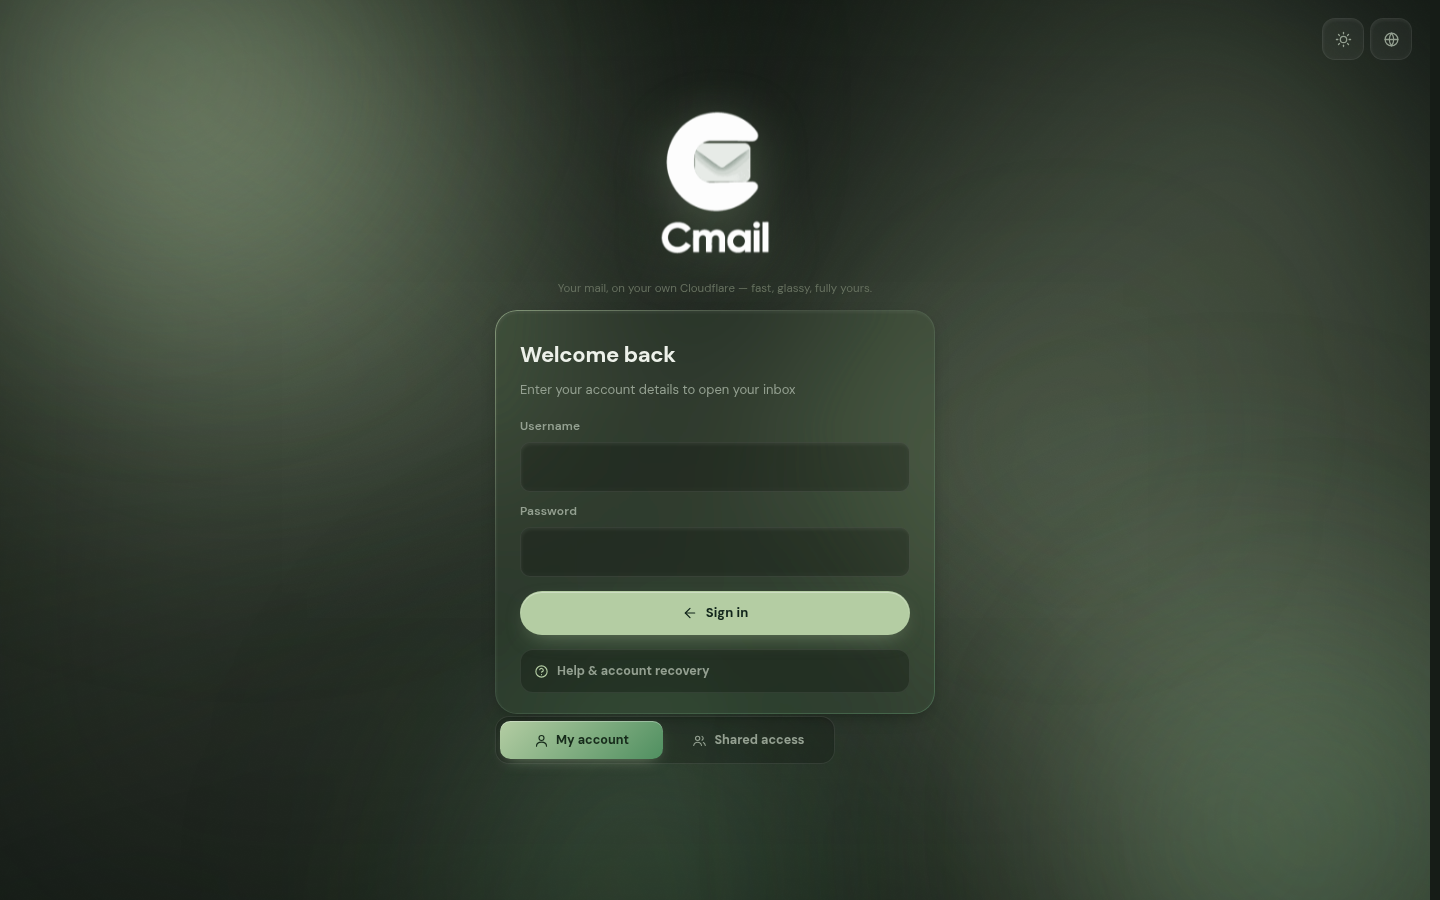 Cmail
Your mail, on your own Cloudflare — fast, glassy, fully yours.
Welcome back
Enter your account details to open your inbox
Username
Password
Sign in
Help & account recovery
My account
Shared access